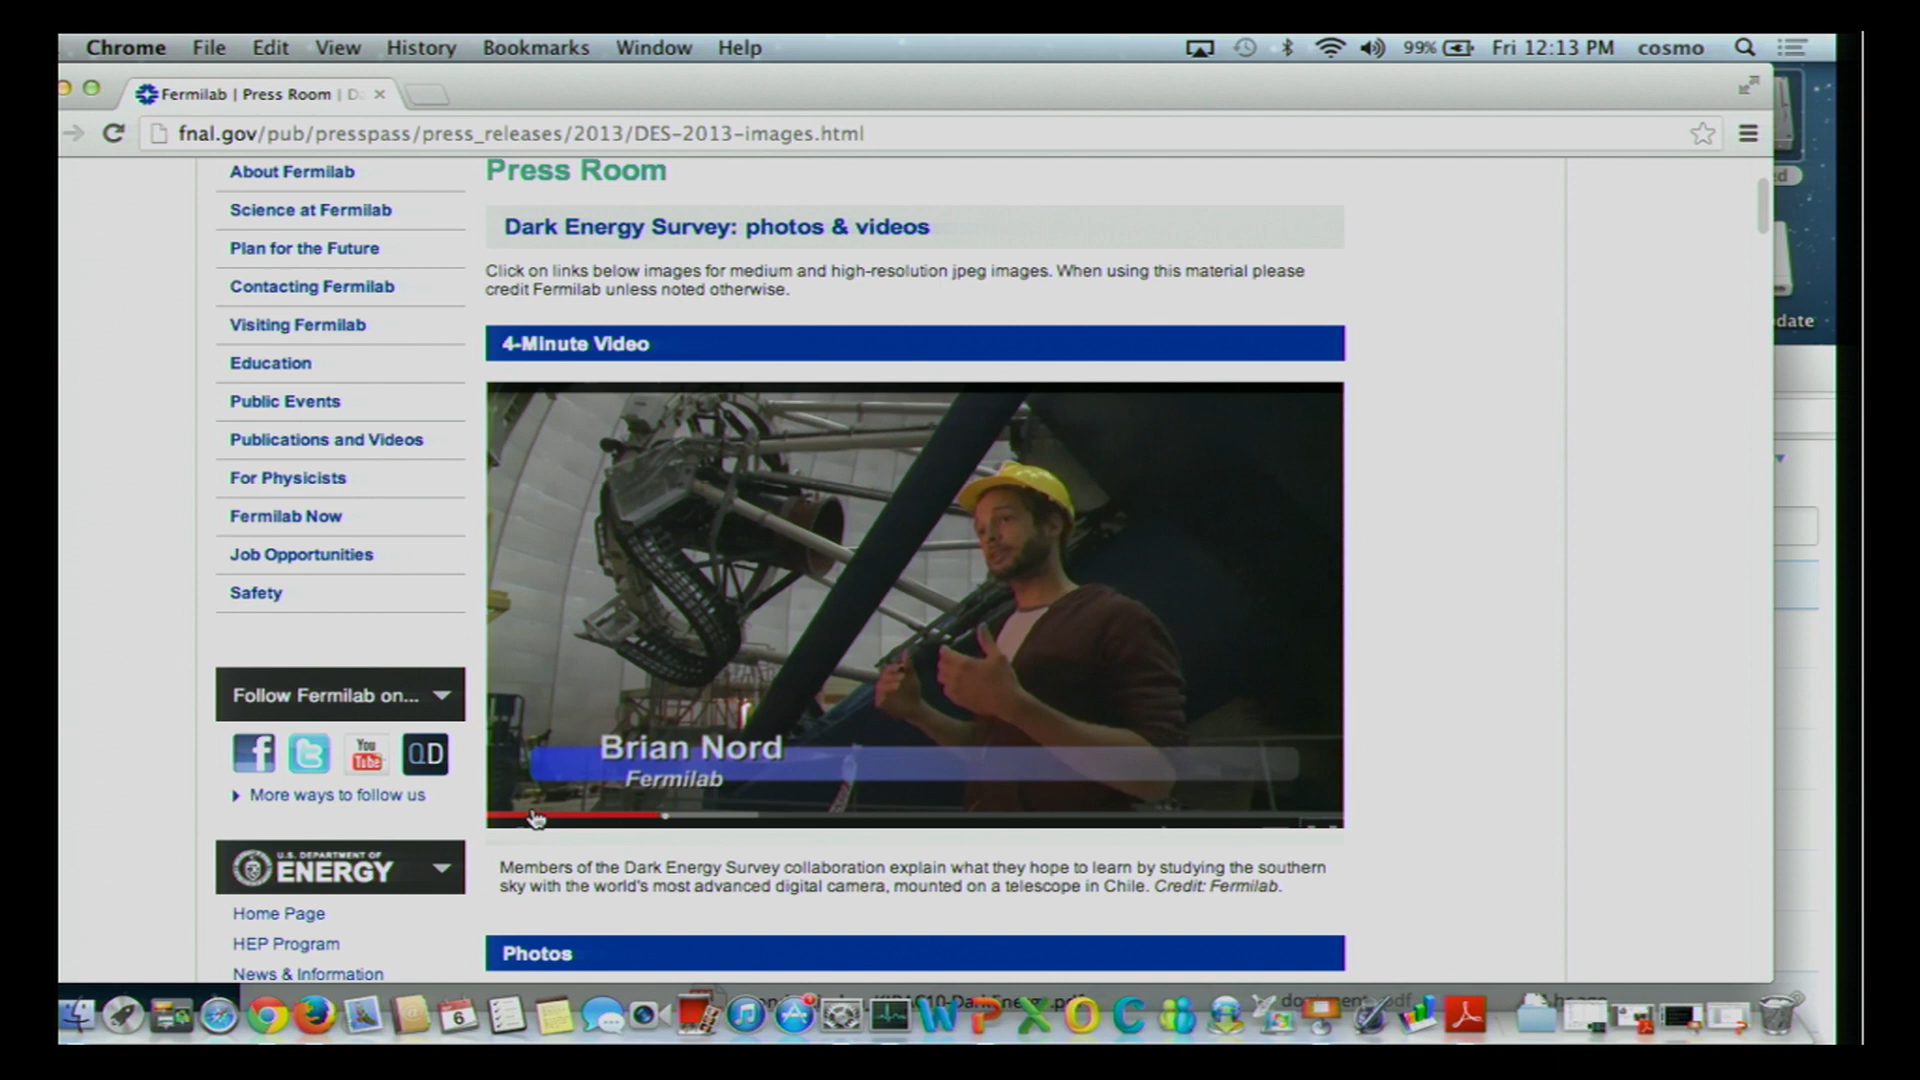 Chrome File Edit View History Bookmarks Window Help 99% Fri 12:13 PM cosmo
Fermilab | Press Room | D
fnal.gov/pub/presspass/press_releases/2013/DES-2013-images.html
About Fermilab
Science at Fermilab
Plan for the Future
Contacting Fermilab
Visiting Fermilab
Education
Public Events
Publications and Videos
For Physicists
Fermilab Now
Job Opportunities
Safety
Follow Fermilab on...
f t You Tube QD
More ways to follow us
U.S. DEPARTMENT OF
ENERGY
Home Page
HEP Program
News & Information
Press Room
Dark Energy Survey: photos & videos
Click on links below images for medium and high-resolution jpeg images. When using this material please
credit Fermilab unless noted otherwise.
4-Minute Video
Brian Nord
Fermilab
Members of the Dark Energy Survey collaboration explain what they hope to learn by studying the southern
sky with the world's most advanced digital camera, mounted on a telescope in Chile. Credit: Fermilab.
Photos
ed
date
6